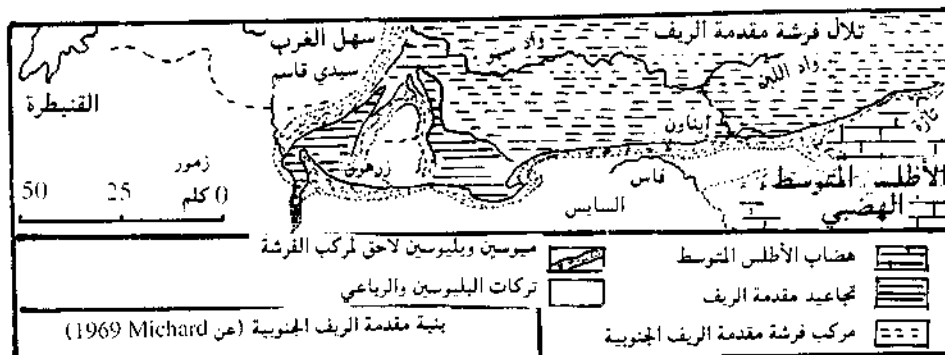 تلال فرشة مقدمة الريف
سهل الغرب
واد سبو
سيدي قاسم
واد اللبن
القنيطرة
ايناون
تازة
زمور
زرهون
فاس
الأطلس المتوسط
الهضبي
السايس
50 25 0 كلم
هضاب الأطلس المتوسط
ميوسين وبليوسين لاحق لمركب الفرشة
تجاعيد مقدمة الريف
تركات البليوسين والرباعي
مركب فرشة مقدمة الريف الجنوبية
بنية مقدمة الريف الجنوبية (عن Michard 1969)